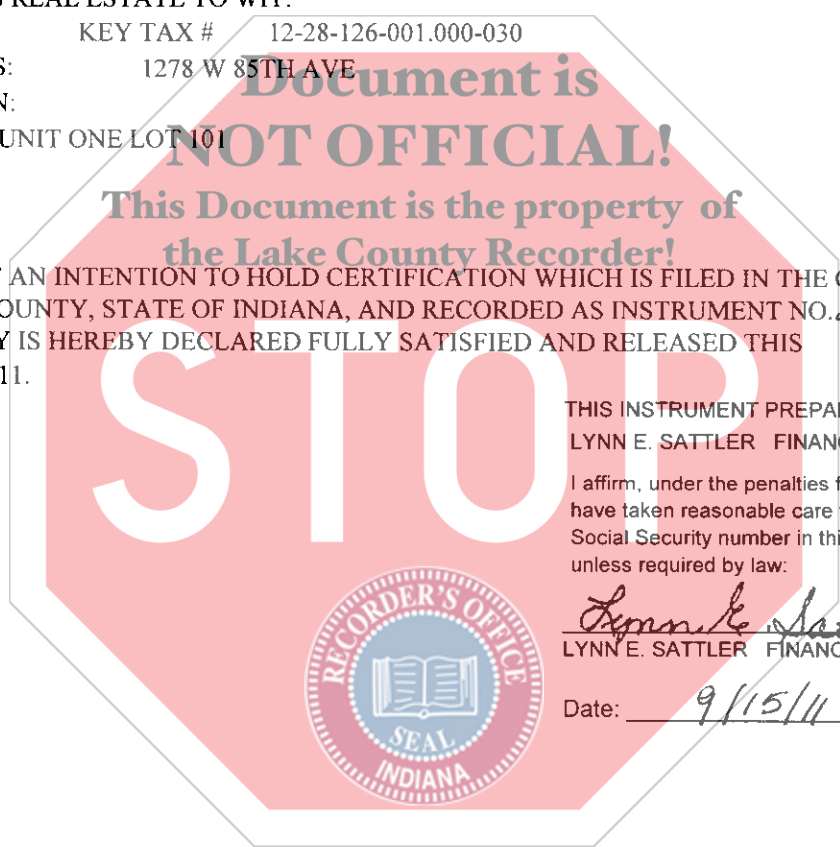 REAL ESTATE TO WIT:
KEY TAX # 12-28-126-001.000-030
S: 1278 W 85TH AVE
N:
UNIT ONE LOT 101
Document is
NOT OFFICIAL!
This Document is the property of
the Lake County Recorder!
AN INTENTION TO HOLD CERTIFICATION WHICH IS FILED IN THE
OUNTY, STATE OF INDIANA, AND RECORDED AS INSTRUMENT NO.
Y IS HEREBY DECLARED FULLY SATISFIED AND RELEASED THIS
11.
STOP
THIS INSTRUMENT PREPA
LYNN E. SATTLER FINAN
I affirm, under the penalties f
have taken reasonable care
Social Security number in thi
unless required by law:
Lynn E. Sa
LYNN E. SATTLER FINANC
Date: 9/15/11
RECORDER'S OFFICE
SEAL
INDIANA